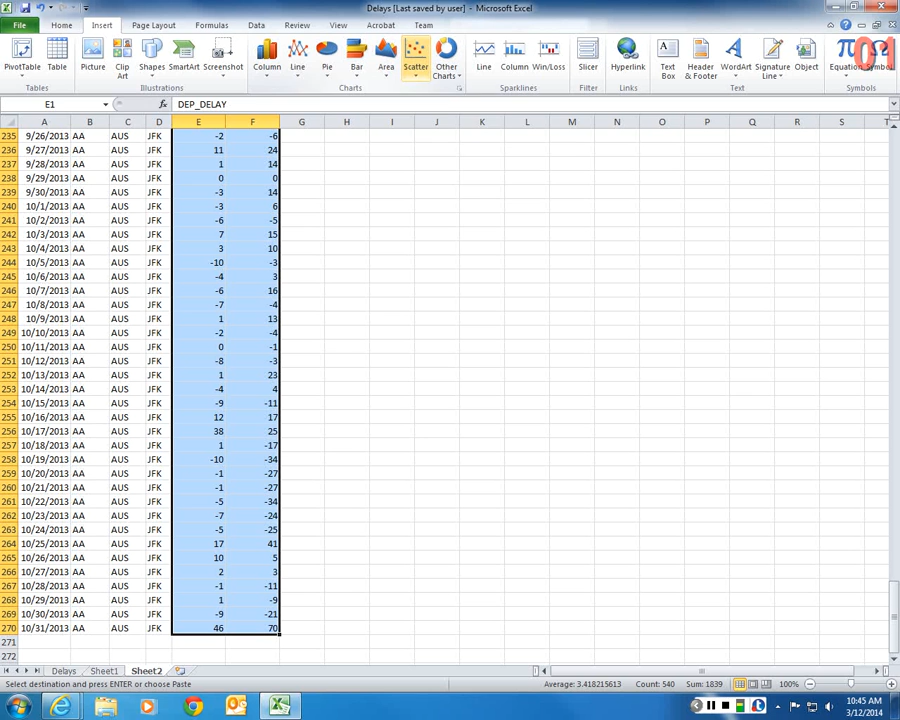 Delays [Last saved by user] - Microsoft Excel
File Home Insert Page Layout Formulas Data Review View Acrobat Team
01
PivotTable Table Picture Clip Art Shapes SmartArt Screenshot Column Line Pie Bar Area Scatter Other Charts Line Column Win/Loss Slicer Hyperlink Text Box Header & Footer WordArt Signature Line Object Equation Symbol
Tables Illustrations Charts Sparklines Filter Links Text Symbols
E1 fx DEP_DELAY
A B C D E F G H I J K L M N O P Q R S T
235 9/26/2013 AA AUS JFK -2 -6
236 9/27/2013 AA AUS JFK 11 24
237 9/28/2013 AA AUS JFK 1 14
238 9/29/2013 AA AUS JFK 0 0
239 9/30/2013 AA AUS JFK -3 14
240 10/1/2013 AA AUS JFK -3 6
241 10/2/2013 AA AUS JFK -6 -5
242 10/3/2013 AA AUS JFK 7 15
243 10/4/2013 AA AUS JFK 3 10
244 10/5/2013 AA AUS JFK -10 -3
245 10/6/2013 AA AUS JFK -4 3
246 10/7/2013 AA AUS JFK -6 16
247 10/8/2013 AA AUS JFK -7 -4
248 10/9/2013 AA AUS JFK 1 13
249 10/10/2013 AA AUS JFK -2 -4
250 10/11/2013 AA AUS JFK 0 -1
251 10/12/2013 AA AUS JFK -8 -3
252 10/13/2013 AA AUS JFK 1 23
253 10/14/2013 AA AUS JFK -4 4
254 10/15/2013 AA AUS JFK -9 -11
255 10/16/2013 AA AUS JFK 12 17
256 10/17/2013 AA AUS JFK 38 25
257 10/18/2013 AA AUS JFK 1 -17
258 10/19/2013 AA AUS JFK -10 -34
259 10/20/2013 AA AUS JFK -1 -27
260 10/21/2013 AA AUS JFK -1 -27
261 10/22/2013 AA AUS JFK -5 -34
262 10/23/2013 AA AUS JFK -7 -24
263 10/24/2013 AA AUS JFK -5 -25
264 10/25/2013 AA AUS JFK 17 41
265 10/26/2013 AA AUS JFK 10 5
266 10/27/2013 AA AUS JFK 2 3
267 10/28/2013 AA AUS JFK -1 -11
268 10/29/2013 AA AUS JFK 1 -9
269 10/30/2013 AA AUS JFK -9 -21
270 10/31/2013 AA AUS JFK 46 70
271
272
Delays Sheet1 Sheet2
Select destination and press ENTER or choose Paste Average: 3.418215613 Count: 540 Sum: 1839 100%
10:45 AM
3/12/2014